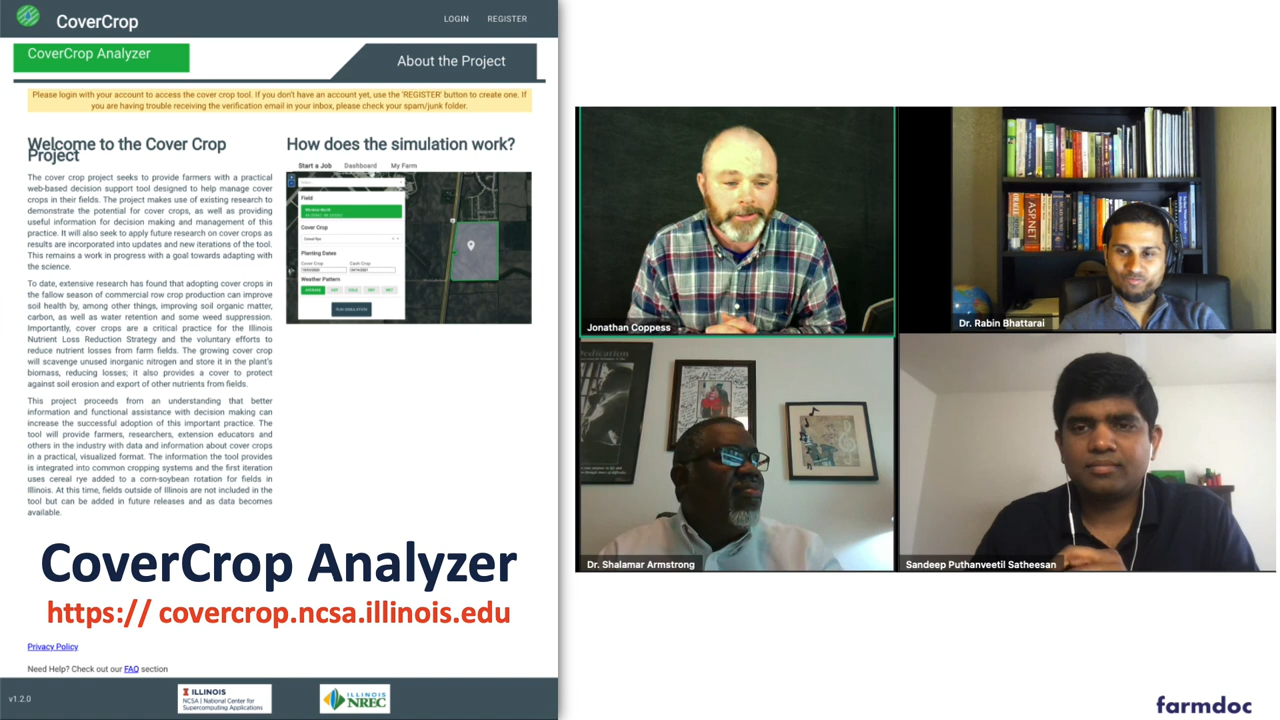 CoverCrop
LOGIN
REGISTER
CoverCrop Analyzer
About the Project
Please login with your account to access the cover crop tool. If you don't have an account yet, use the 'REGISTER' button to create one. If
you are having trouble receiving the verification email in your inbox, please check your spam/junk folder.
Welcome to the Cover Crop
Project
The cover crop project seeks to provide farmers with a practical
web-based decision support tool designed to help manage cover
crops in their fields. The project makes use of existing research to
demonstrate the potential for cover crops, as well as providing
useful information for decision making and management of this
practice. It will also seek to apply future research on cover crops as
results are incorporated into updates and new iterations of the tool.
This remains a work in progress with a goal towards adapting with
the science.
To date, extensive research has found that adopting cover crops in
the fallow season of commercial row crop production can improve
soil health by, among other things, improving soil organic matter,
carbon, as well as water retention and some weed suppression.
Importantly, cover crops are a critical practice for the Illinois
Nutrient Loss Reduction Strategy and the voluntary efforts to
reduce nutrient losses from farm fields. The growing cover crop
will scavenge unused inorganic nitrogen and store it in the plant's
biomass, reducing losses; it also provides a cover to protect
against soil erosion and export of other nutrients from fields.
This project proceeds from an understanding that better
information and functional assistance with decision making can
increase the successful adoption of this important practice. The
tool will provide farmers, researchers, extension educators and
others in the industry with data and information about cover crops
in a practical, visualized format. The information the tool provides
is integrated into common cropping systems and the first iteration
uses cereal rye added to a corn-soybean rotation for fields in
Illinois. At this time, fields outside of Illinois are not included in the
tool but can be added in future releases and as data becomes
available.
How does the simulation work?
Start a Job
Dashboard
My Farm
Field
Cover Crop
Planting Dates
Cover Crop
Cash Crop
Weather Pattern
RUN SIMULATION
CoverCrop Analyzer
https:// covercrop.ncsa.illinois.edu
Privacy Policy
Need Help? Check out our FAQ section
v1.2.0
ILLINOIS
NCSA | National Center for
Supercomputing Applications
ILLINOIS
NREC
Jonathan Coppess
ASP.NET
Dr. Rabin Bhattarai
Dedication
Dr. Shalamar Armstrong
Sandeep Puthanveetil Satheesan
farmdoc